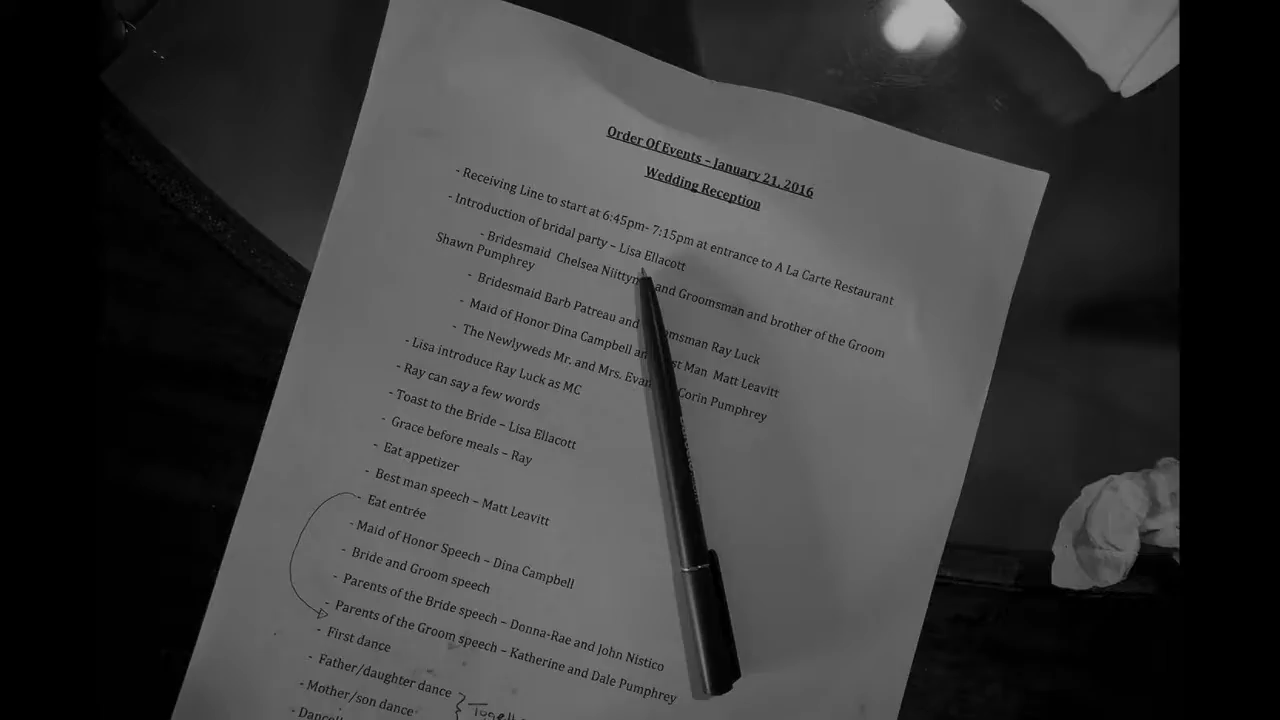 Order Of Events – January 21, 2016
Wedding Reception
- Receiving Line to start at 6:45pm- 7:15pm at entrance to A La Carte Restaurant
- Introduction of bridal party – Lisa Ellacott
- Bridesmaid Chelsea and Groomsman and brother of the Groom
Shawn Pumphrey
- Bridesmaid Barb Patreau and Ray Luck
- Maid of Honor Dina Campbell Man Matt Leavitt
- The Newlyweds Mr. and Mrs. Corin Pumphrey
- Lisa introduce Ray Luck as MC
- Ray can say a few words
- Toast to the Bride – Lisa Ellacott
- Grace before meals – Ray
- Eat appetizer
- Best man speech – Matt Leavitt
- Eat entrée
- Maid of Honor Speech – Dina Campbell
- Bride and Groom speech
- Parents of the Bride speech – Donna-Rae and John Nistico
- Parents of the Groom speech – Katherine and Dale Pumphrey
- First dance
- Father/daughter dance
- Mother/son dance